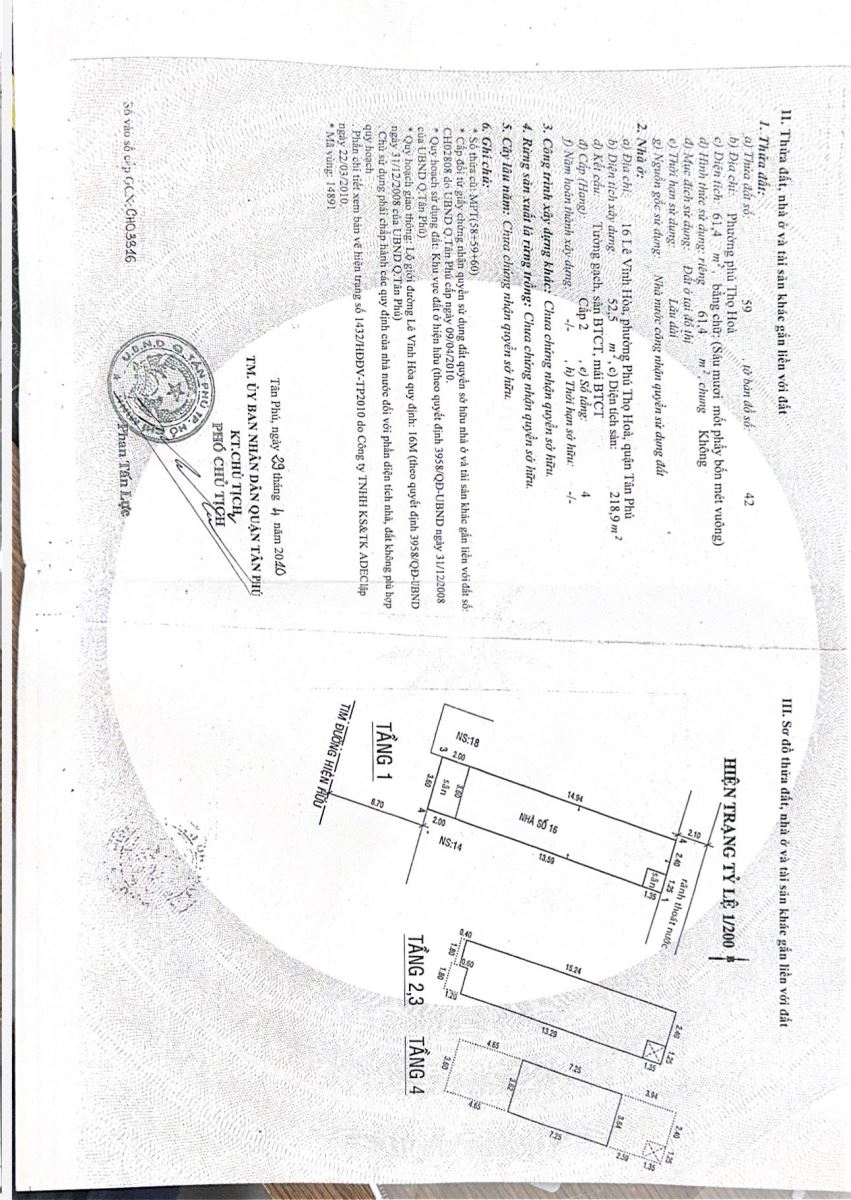 II. Thửa đất, nhà ở và tài sản khác gắn liền với đất
1. Thửa đất:
a) Thửa đất số: 59 , tờ bản đồ số: 42
b) Địa chỉ: Phường phú Thọ Hoà
c) Diện tích: 61,4 m², bằng chữ: (Sáu mươi mốt phẩy bốn mét vuông)
d) Hình thức sử dụng: riêng 61,4 m², chung Không
đ) Mục đích sử dụng: Đất ở tại đô thị
e) Thời hạn sử dụng: Lâu dài
g) Nguồn gốc sử dụng: Nhà nước công nhận quyền sử dụng đất
2. Nhà ở:
a) Địa chỉ: 16 Lê Vĩnh Hòa, phường Phú Thọ Hoà, quận Tân Phú
b) Diện tích xây dựng 52,5 m², c) Diện tích sàn: 218,9 m²
d) Kết cấu: Tường gạch, sàn BTCT, mái BTCT
đ) Cấp (Hạng): Cấp 2 , e) Số tầng: 4
f) Năm hoàn thành xây dựng: -/- , h) Thời hạn sở hữu: -/-
3. Công trình xây dựng khác: Chưa chứng nhận quyền sở hữu.
4. Rừng sản xuất là rừng trồng: Chưa chứng nhận quyền sở hữu.
5. Cây lâu năm: Chưa chứng nhận quyền sở hữu.
6. Ghi chú:
* Số thửa cũ: MPT(58+59+60)
* Cấp đổi từ giấy chứng nhận quyền sử dụng đất quyền sở hữu nhà ở và tài sản khác gắn liền với đất số:
CH02808 do UBND Q.Tân Phú cấp ngày 09/04/2010.
* Quy hoạch sử dụng đất: Khu vực đất ở hiện hữu (theo quyết định 3958/QĐ-UBND ngày 31/12/2008
của UBND Q.Tân Phú)
* Quy hoạch giao thông: Lộ giới đường Lê Vĩnh Hòa quy định: 16M (theo quyết định 3958/QĐ-UBND
ngày 31/12/2008 của UBND Q.Tân Phú)
. Chủ sử dụng phải chấp hành các quy định của nhà nước đối với phần diện tích nhà, đất không phù hợp
quy hoạch
. Phần chi tiết xem bản vẽ hiện trạng số 1432/HĐĐV-TP2010 do Công ty TNHH KS&TK ADEC lập
ngày 22/03/2010.
* Mã vùng: 14891
Tân Phú, ngày 29 tháng 4 năm 2010
TM. ỦY BAN NHÂN DÂN QUẬN TÂN PHÚ
KT.CHỦ TỊCH
PHÓ CHỦ TỊCH
U.B.N.D Q.TÂN PHÚ TP.HỒ CHÍ MINH
Phan Tấn Lực
Số vào sổ cấp GCN: CH03346
III. Sơ đồ thửa đất, nhà ở và tài sản khác gắn liền với đất
HIỆN TRẠNG TỶ LỆ 1/200
B
2.10
rãnh thoát nước
4 2.40 1.25 1
sân 1.35
14.94
NHÀ SỐ 16
13.59
NS:18
3 2.00
sân
3.60
3.60
4 2.00
NS:14
6.70
TIM ĐƯỜNG HIỆN HỮU
TẦNG 1
2.40
1.25
1.35
15.24
13.29
0.40
1.80
0.60
1.80
1.20
TẦNG 2,3
2.40
1.25
1.35
3.94
2.59
3.64
7.25
7.25
3.62
4.65
4.65
3.60
TẦNG 4